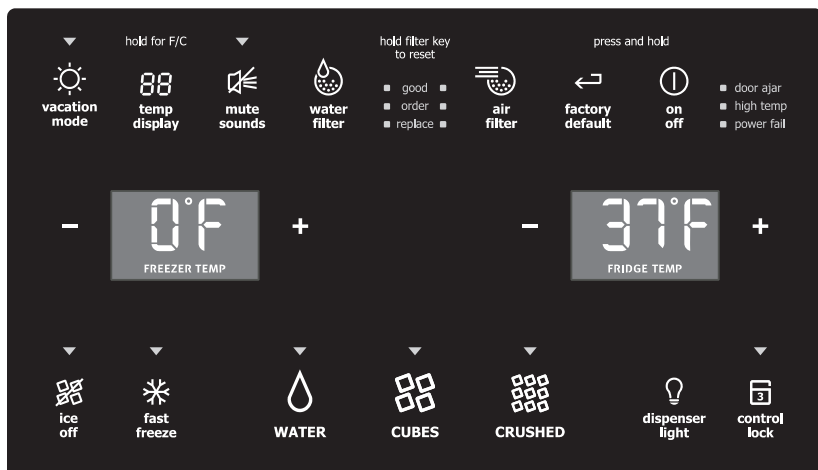 hold for F/C
hold filter key
to reset
press and hold
vacation
mode
88
temp
display
mute
sounds
water
filter
good
order
replace
air
filter
factory
default
on
off
door ajar
high temp
power fail
- 0°F +
FREEZER TEMP
- 37°F +
FRIDGE TEMP
ice
off
fast
freeze
WATER
CUBES
CRUSHED
dispenser
light
3
control
lock